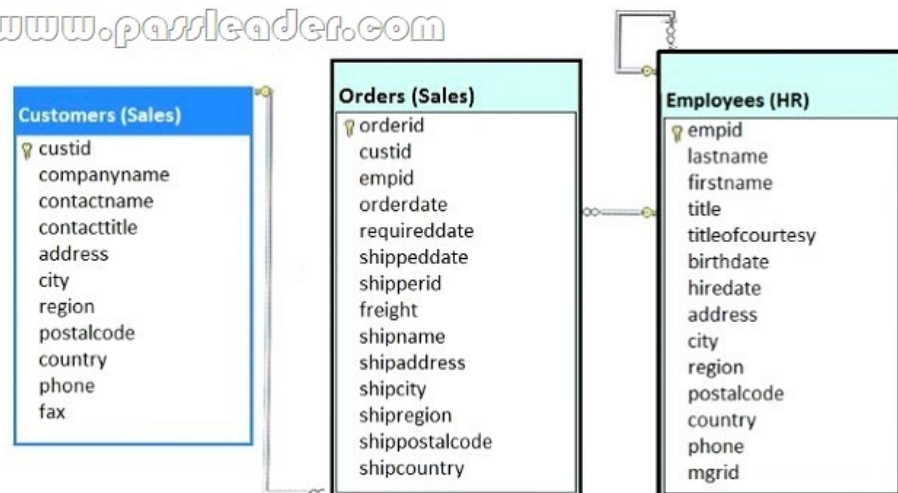 www.passleader.com
Customers (Sales)
custid
companyname
contactname
contacttitle
address
city
region
postalcode
country
phone
fax
Orders (Sales)
orderid
custid
empid
orderdate
requireddate
shippeddate
shipperid
freight
shipname
shipaddress
shipcity
shipregion
shippostalcode
shipcountry
Employees (HR)
empid
lastname
firstname
title
titleofcourtesy
birthdate
hiredate
address
city
region
postalcode
country
phone
mgrid